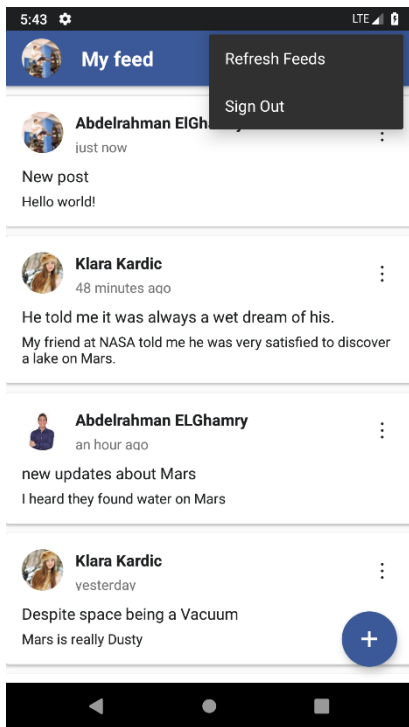 5:43
LTE
My feed
Refresh Feeds
Sign Out
Abdelrahman
just now
New post
Hello world!
Klara Kardic
48 minutes ago
He told me it was always a wet dream of his.
My friend at NASA told me he was very satisfied to discover
a lake on Mars.
Abdelrahman ELGhamry
an hour ago
new updates about Mars
I heard they found water on Mars
Klara Kardic
yesterday
Despite space being a Vacuum
Mars is really Dusty
+